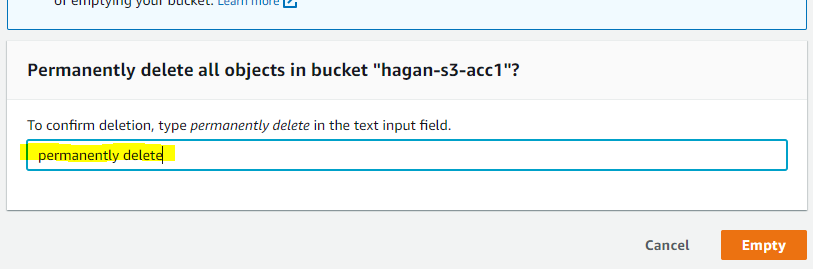 of emptying your bucket. Learn more
Permanently delete all objects in bucket "hagan-s3-acc1"?
To confirm deletion, type permanently delete in the text input field.
permanently delete
Cancel
Empty